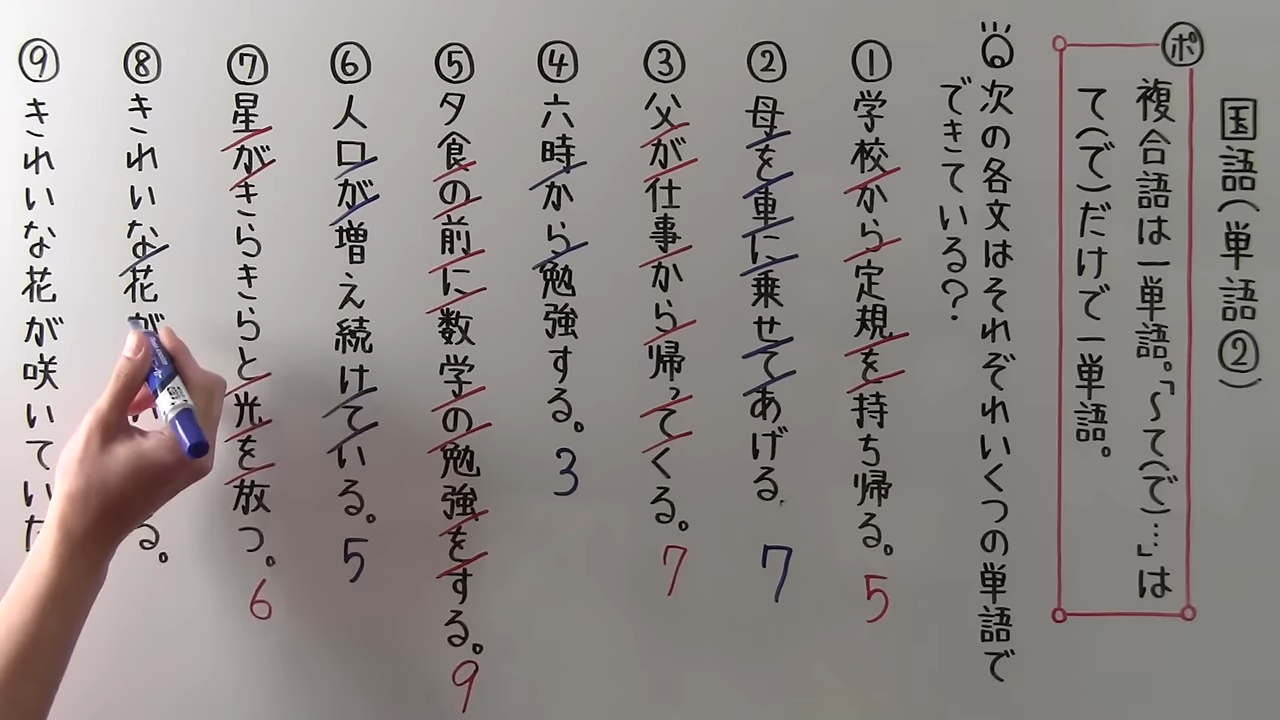 国語(単語②)
ポ
複合語は一単語。「～て(で)…」は
て(で)だけで一単語。
次の各文はそれぞれいくつの単語で
できている?
① 学校から定規を持ち帰る。 5
② 母を車に乗せてあげる. 7
③ 父が仕事から帰ってくる。 7
④ 六時から勉強する。 3
⑤ 夕食の前に数学の勉強をする。 9
⑥ 人口が増え続けている。 5
⑦ 星がきらきらと光を放つ。 6
⑧ きれいな花が る。
⑨ きれいな花が咲いていた